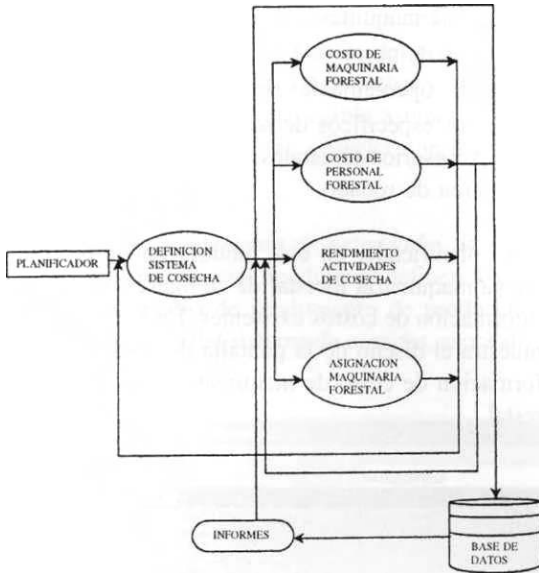 COSTO DE
MAQUINARIA
FORESTAL
COSTO DE
PERSONAL
FORESTAL
PLANIFICADOR
DEFINICION
SISTEMA
DE COSECHA
RENDIMIENTO
ACTIVIDADES
DE COSECHA
ASIGNACION
MAQUINARIA
FORESTAL
INFORMES
BASE DE
DATOS